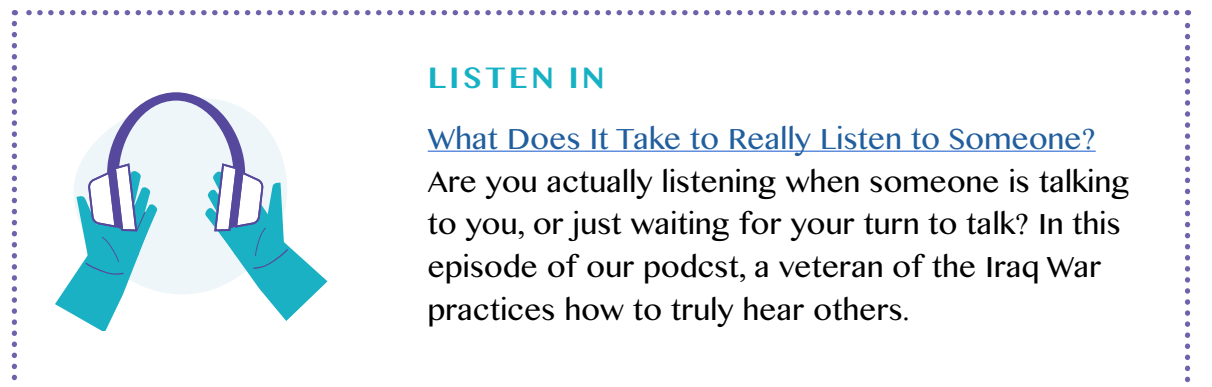 LISTEN IN
What Does It Take to Really Listen to Someone?
Are you actually listening when someone is talking
to you, or just waiting for your turn to talk? In this
episode of our podcst, a veteran of the Iraq War
practices how to truly hear others.